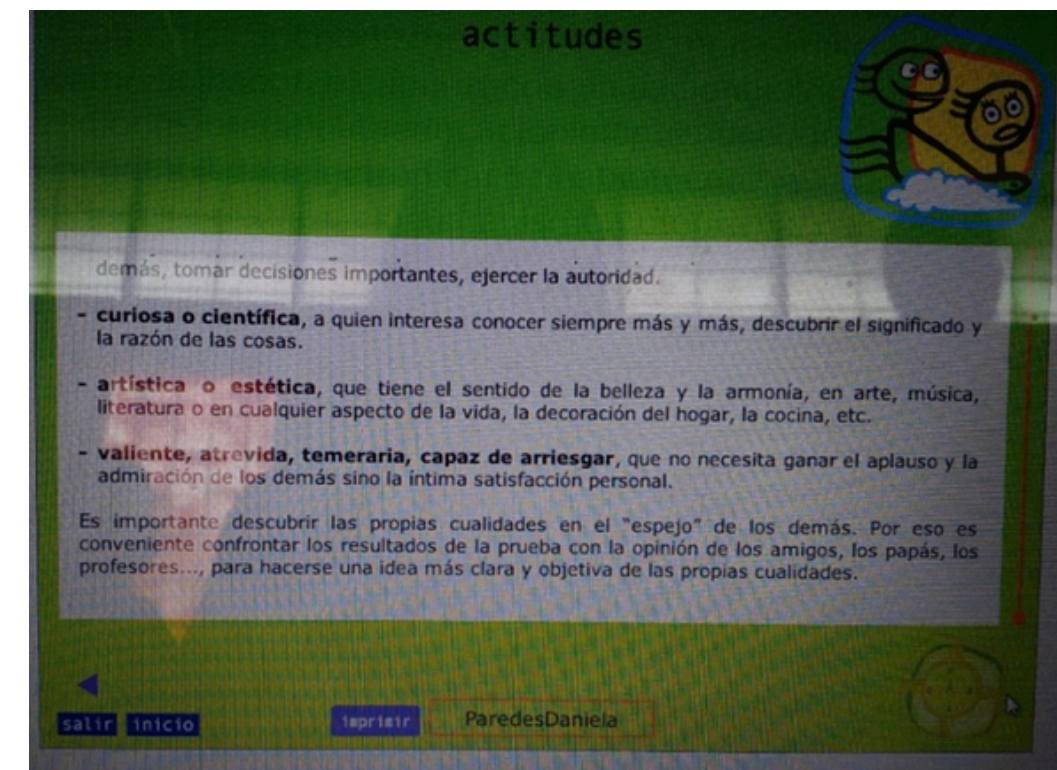 actitudes
demás, tomar decisiones importantes, ejercer la autoridad.
- curiosa o científica, a quien interesa conocer siempre más y más, descubrir el significado y
la razón de las cosas.
- artística o estética, que tiene el sentido de la belleza y la armonía, en arte, música,
literatura o en cualquier aspecto de la vida, la decoración del hogar, la cocina, etc.
- valiente, atrevida, temeraria, capaz de arriesgar, que no necesita ganar el aplauso y la
admiración de los demás sino la íntima satisfacción personal.
Es importante descubrir las propias cualidades en el "espejo" de los demás. Por eso es
conveniente confrontar los resultados de la prueba con la opinión de los amigos, los papás, los
profesores..., para hacerse una idea más clara y objetiva de las propias cualidades.
salir inicio imprimir ParedesDaniela